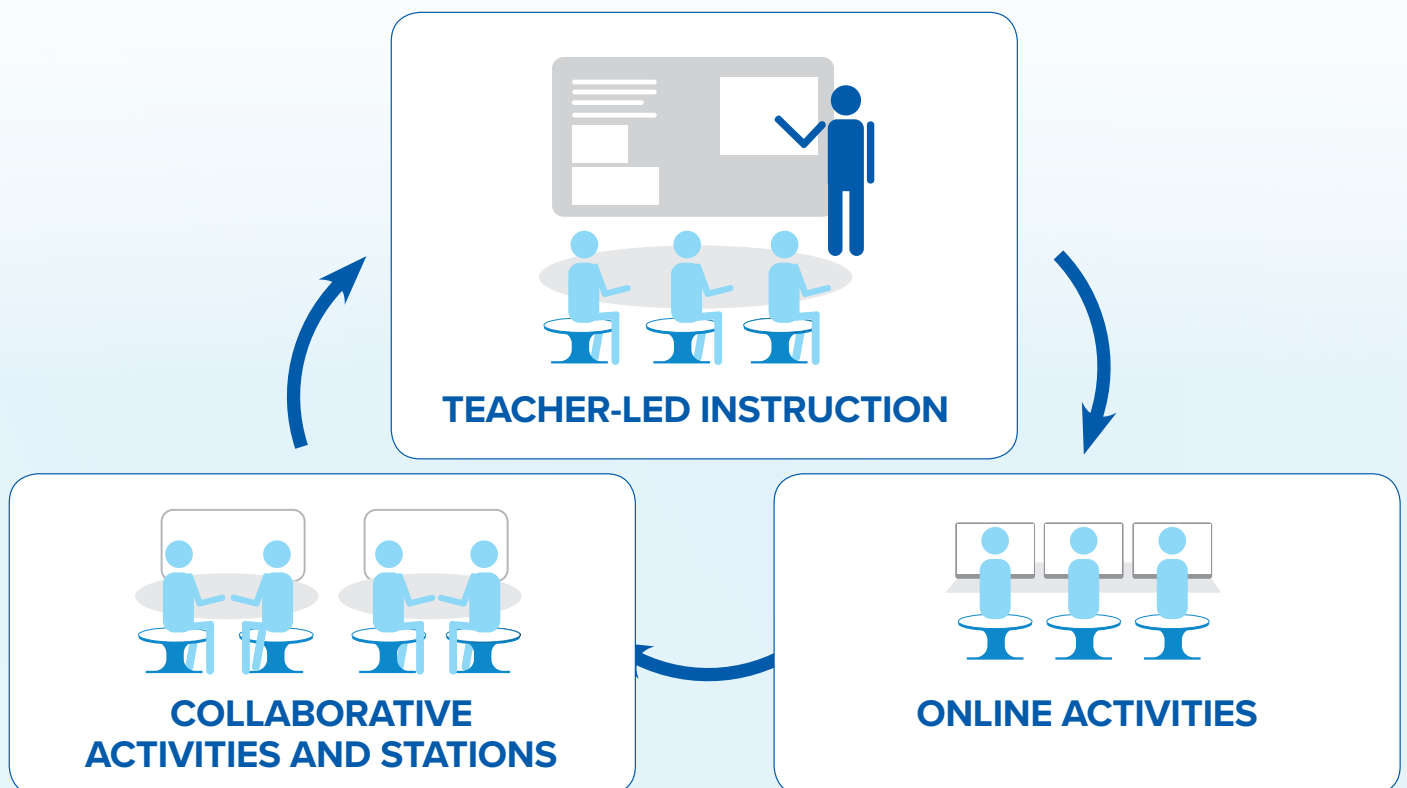 TEACHER-LED INSTRUCTION
COLLABORATIVE
ACTIVITIES AND STATIONS
ONLINE ACTIVITIES